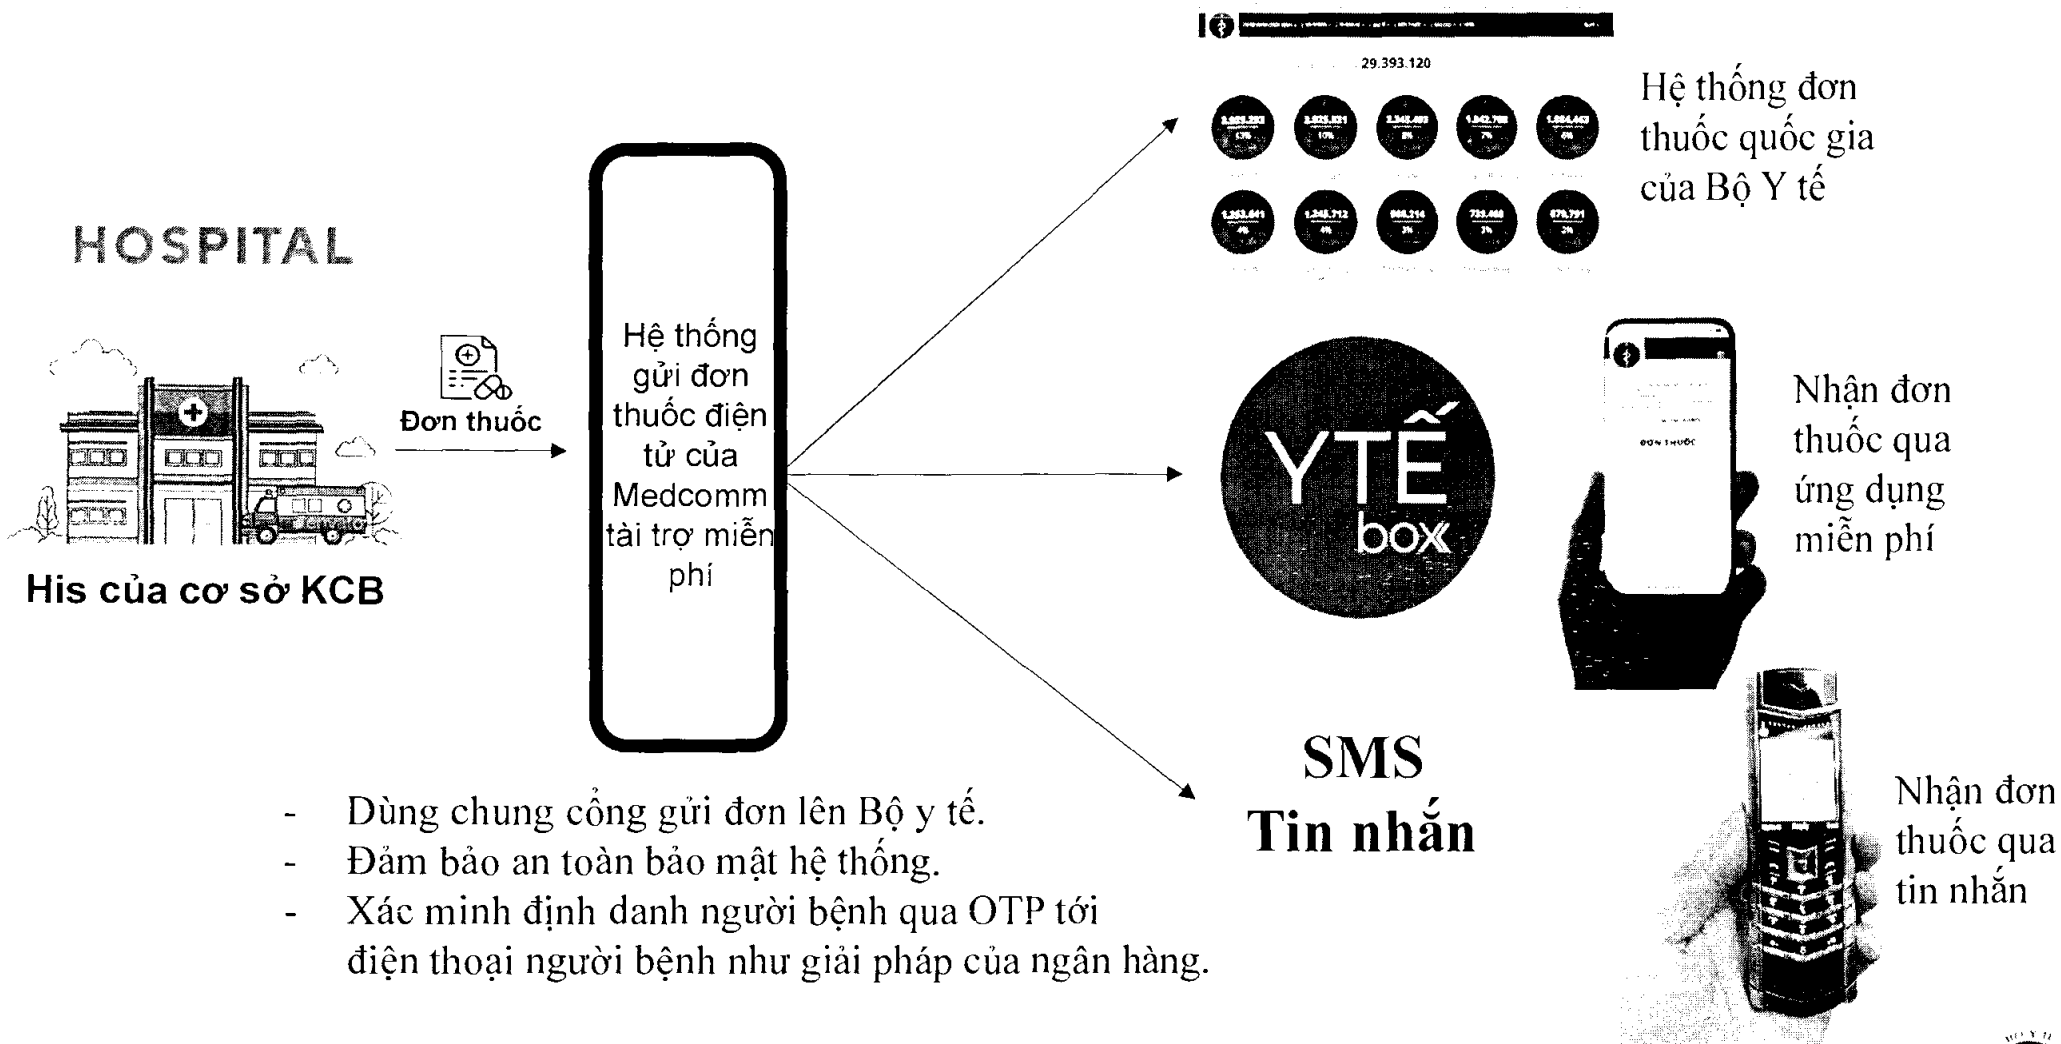 29.393.120
Hệ thống đơn
thuốc quốc gia
của Bộ Y tế
HOSPITAL
Đơn thuốc
His của cơ sở KCB
Hệ thống
gửi đơn
thuốc điện
tử của
Medcomm
tài trợ miễn
phí
YTẾ
box
ĐƠN THUỐC
Nhận đơn
thuốc qua
ứng dụng
miễn phí
SMS
Tin nhắn
Nhận đơn
thuốc qua
tin nhắn
- Dùng chung cổng gửi đơn lên Bộ y tế.
- Đảm bảo an toàn bảo mật hệ thống.
- Xác minh định danh người bệnh qua OTP tới
điện thoại người bệnh như giải pháp của ngân hàng.